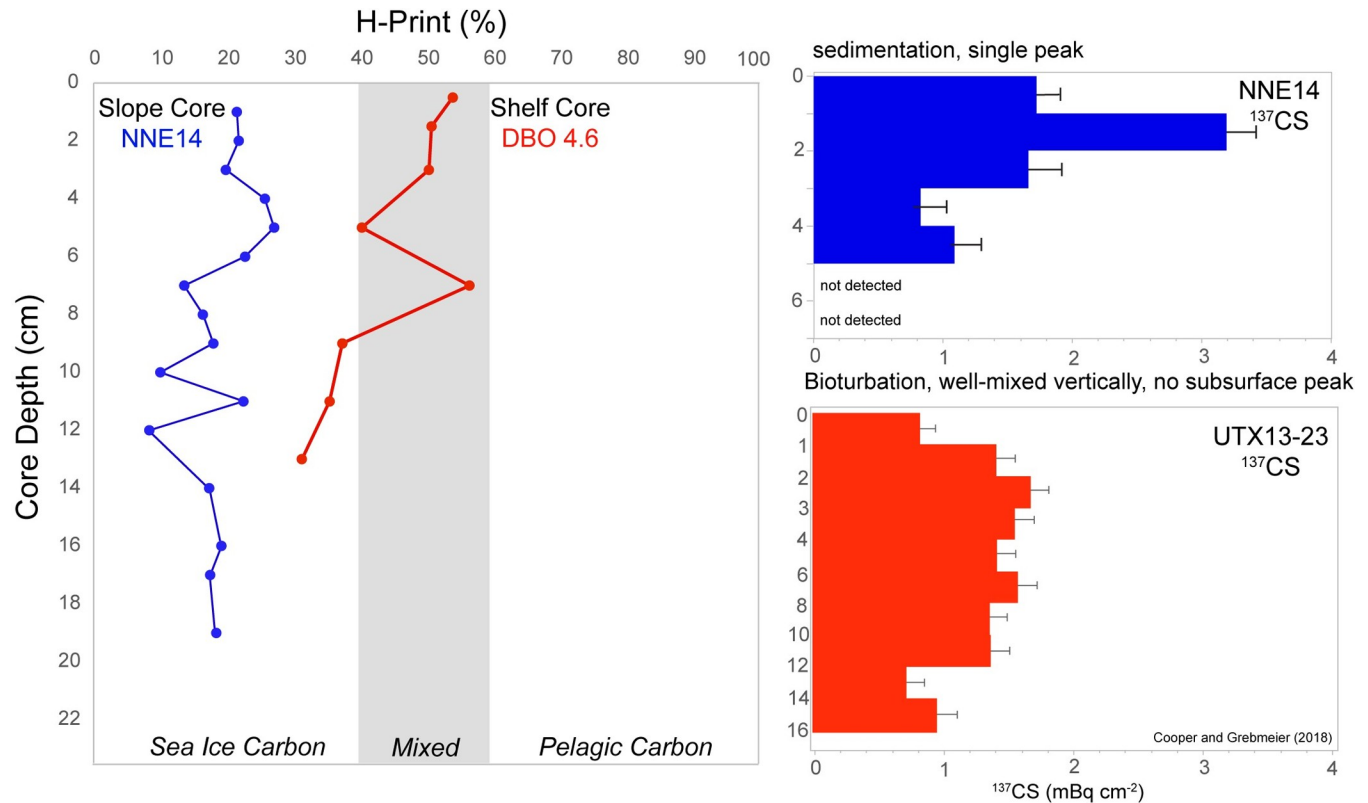 H-Print (%)
0 10 20 30 40 50 60 70 80 90 100
0
2
4
6
8
10
12
14
16
18
20
22
Core Depth (cm)
Slope Core
NNE14
Shelf Core
DBO 4.6
Sea Ice Carbon
Mixed
Pelagic Carbon
sedimentation, single peak
0
2
4
6
NNE14
¹³⁷CS
not detected
not detected
0 1 2 3 4
Bioturbation, well-mixed vertically, no subsurface peak
0
1
2
3
4
6
8
10
12
14
16
UTX13-23
¹³⁷CS
Cooper and Grebmeier (2018)
0 1 2 3 4
¹³⁷CS (mBq cm⁻²)